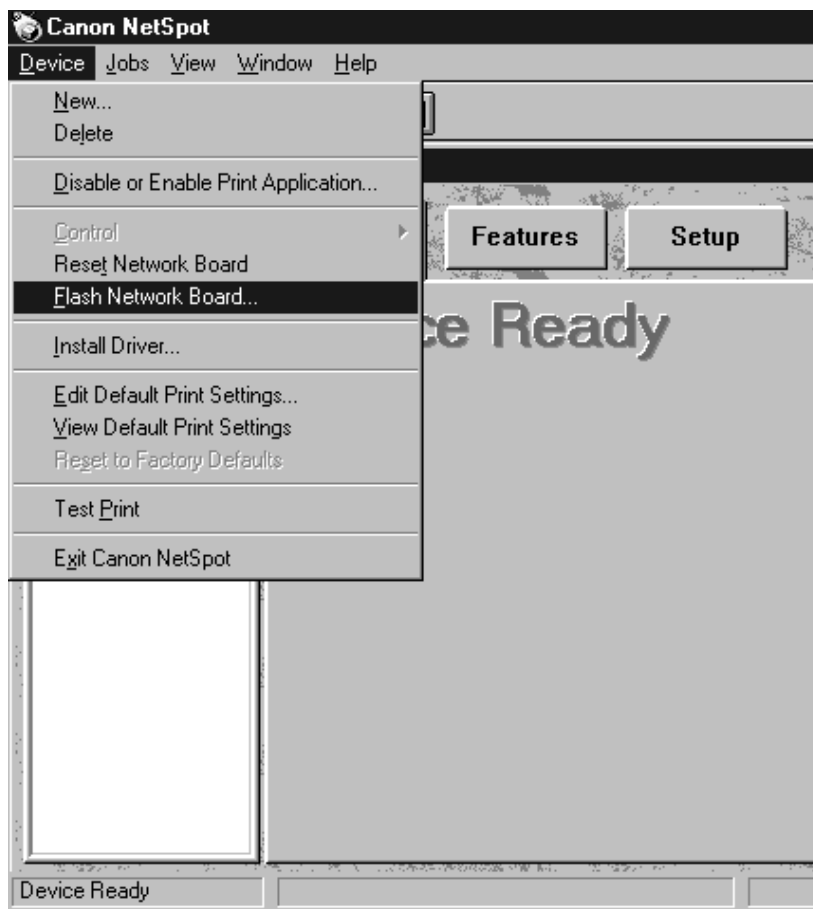 Canon NetSpot
Device Jobs View Window Help
New...
Delete
Disable or Enable Print Application...
Control
Reset Network Board
Flash Network Board...
Install Driver...
Edit Default Print Settings...
View Default Print Settings
Reset to Factory Defaults
Test Print
Exit Canon NetSpot
Features Setup
ce Ready
Device Ready